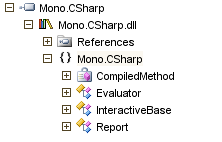 Mono.CSharp
Mono.CSharp.dll
References
{} Mono.CSharp
CompiledMethod
Evaluator
InteractiveBase
Report